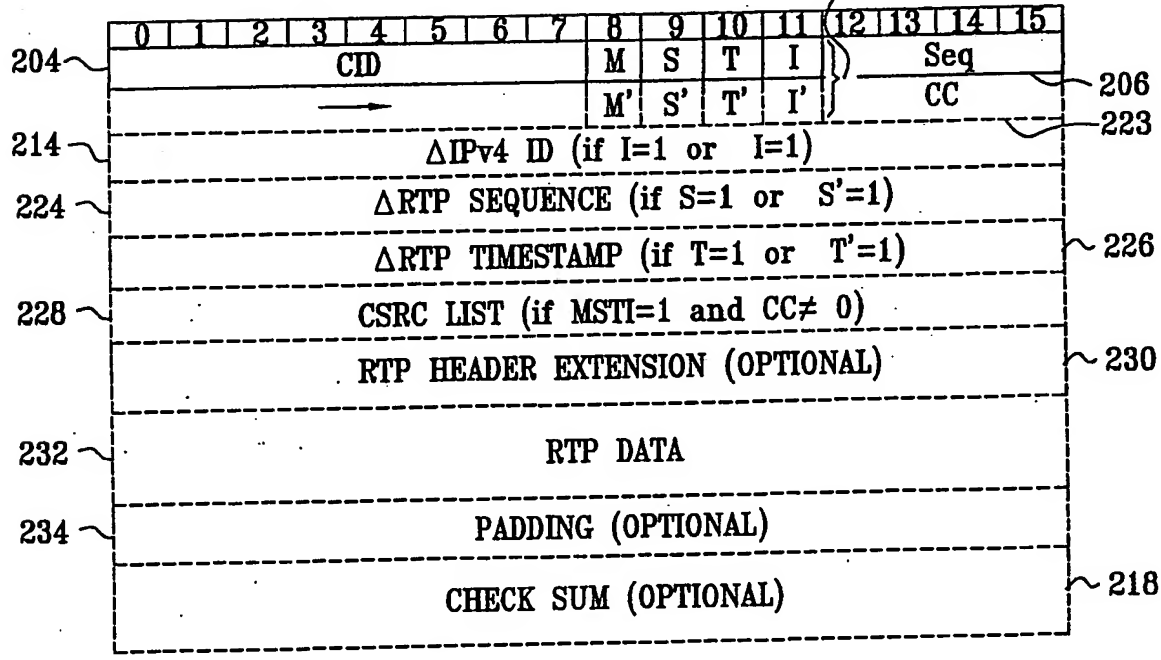 0 1 2 3 4 5 6 7 8 9 10 11 12 13 14 15
204 CID M S T I Seq
206
M' S' T' I' CC
223
214 ΔIPv4 ID (if I=1 or I=1)
224 ΔRTP SEQUENCE (if S=1 or S'=1)
ΔRTP TIMESTAMP (if T=1 or T'=1) 226
228 CSRC LIST (if MSTI=1 and CC≠ 0)
RTP HEADER EXTENSION (OPTIONAL) 230
232 RTP DATA
234 PADDING (OPTIONAL)
CHECK SUM (OPTIONAL) 218